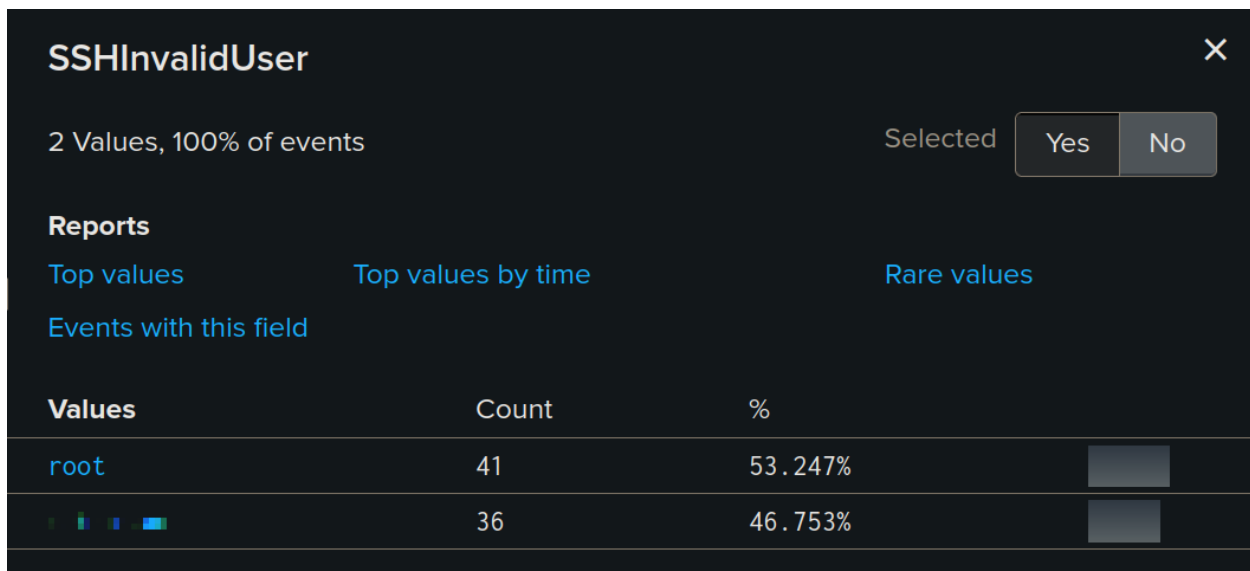 SSHInvalidUser ×
2 Values, 100% of events Selected Yes No
Reports
Top values Top values by time Rare values
Events with this field
Values Count %
root 41 53.247%
36 46.753%